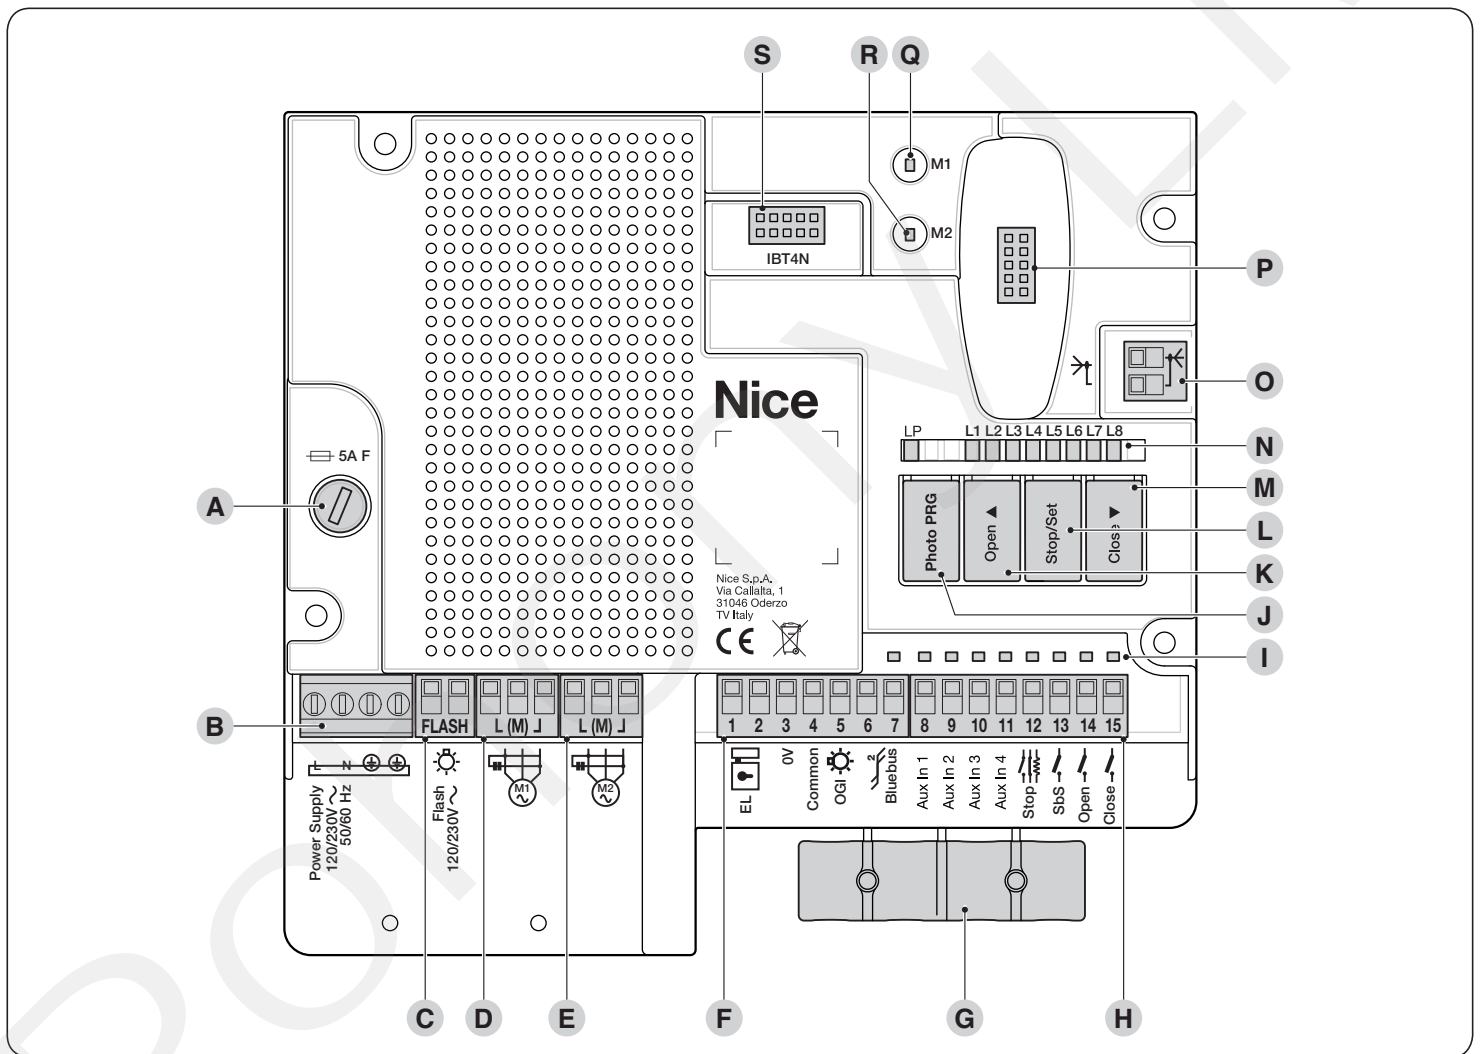 S R Q
M1
M2
IBT4N
P
O
Nice
LP L1 L2 L3 L4 L5 L6 L7 L8
N
5A F
A
M
Photo PRG
Open ▲
Stop/Set
Close ▼
L
K
J
Nice S.p.A.
Via Callalta, 1
31046 Oderzo
TV Italy
CE
I
B
FLASH L (M) ⅃ L (M) ⅃
1 2 3 4 5 6 7 8 9 10 11 12 13 14 15
L N
Power Supply
120/230V ~
50/60 Hz
Flash
120/230V ~
M1
M2
EL
0V
Common
OGI
2
Bluebus
Aux In 1
Aux In 2
Aux In 3
Aux In 4
Stop
SbS
Open
Close
C D E F G H